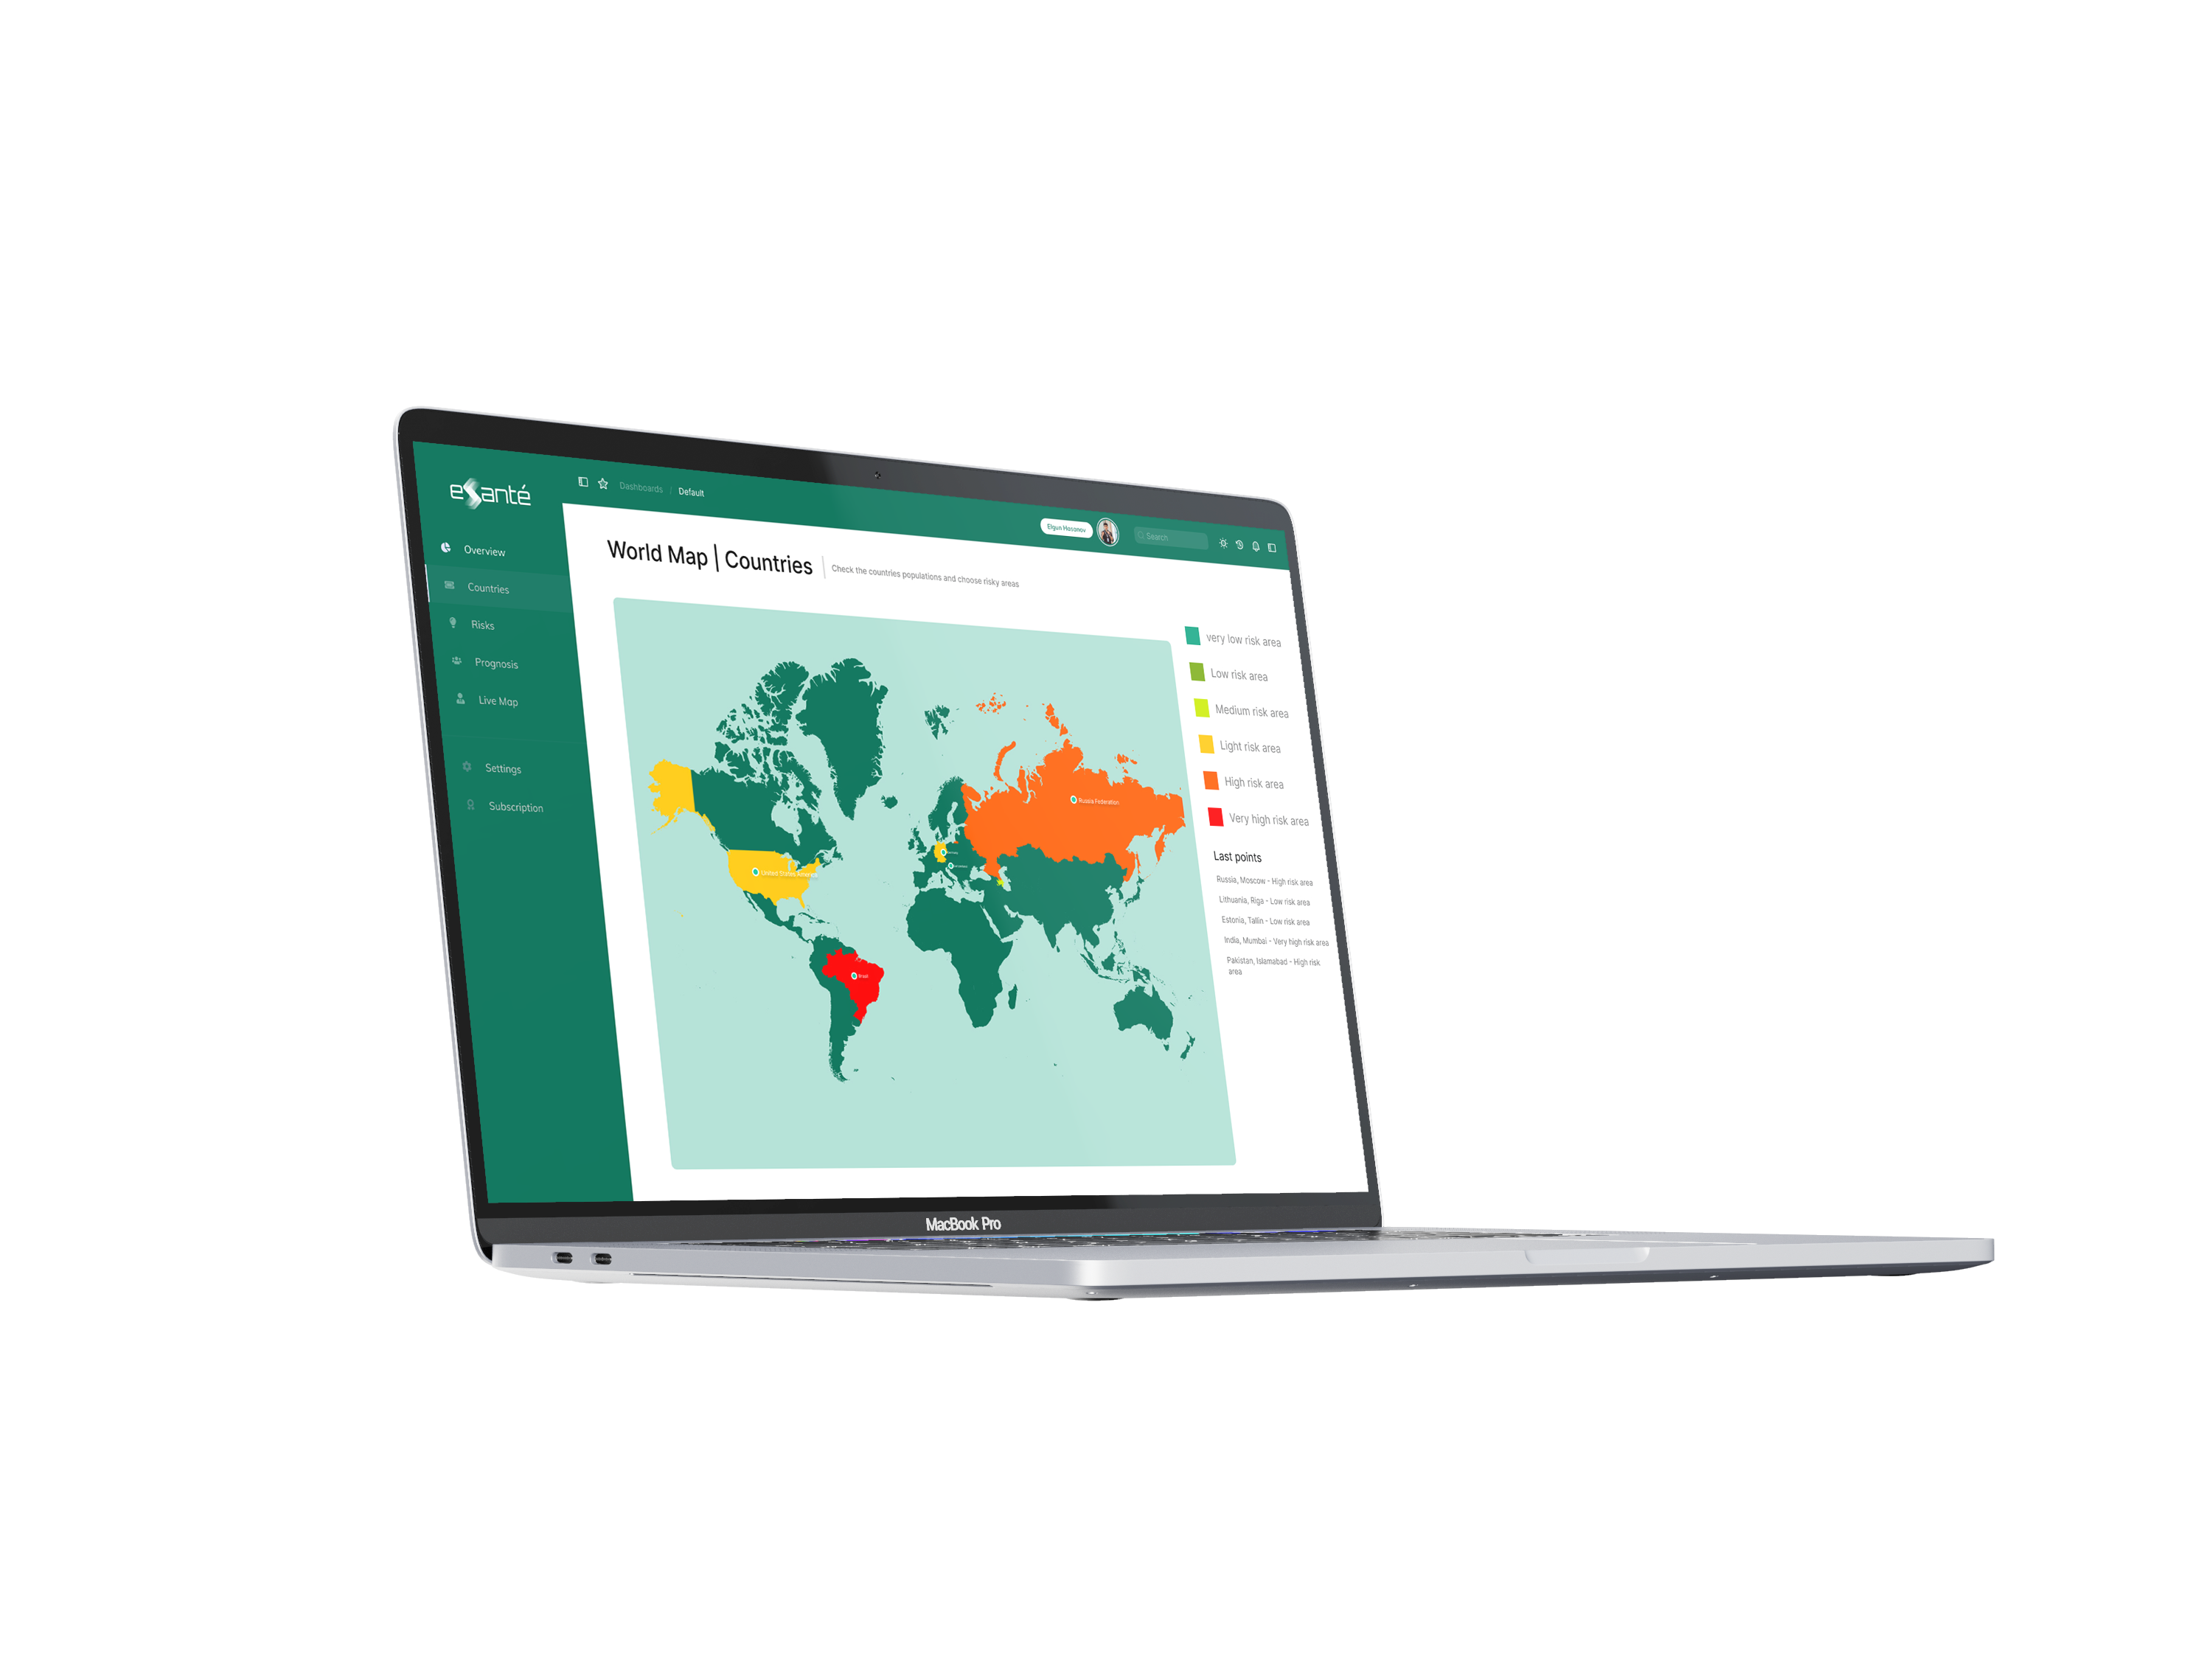 eSanté
Dashboards / Default
Elgun Hasanov
Search
Overview
Countries
Risks
Prognosis
Live Map
Settings
Subscription
World Map | Countries
Check the countries populations and choose risky areas
United States America
Brazil
Russia Federation
very low risk area
Low risk area
Medium risk area
Light risk area
High risk area
Very high risk area
Last points
Russia, Moscow - High risk area
Lithuania, Riga - Low risk area
Estonia, Tallin - Low risk area
India, Mumbai - Very high risk area
Pakistan, Islamabad - High risk
area
MacBook Pro